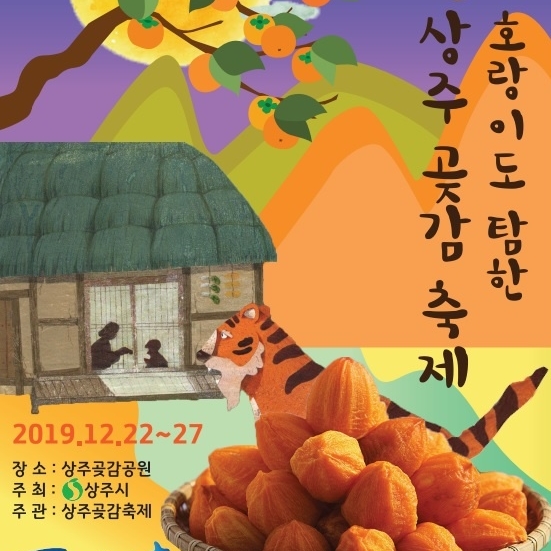 호랑이도 탐한
상주 곶감 축제
2019.12.22~27
장 소 : 상주곶감공원
주 최 : 상주시
주 관 : 상주곶감축제